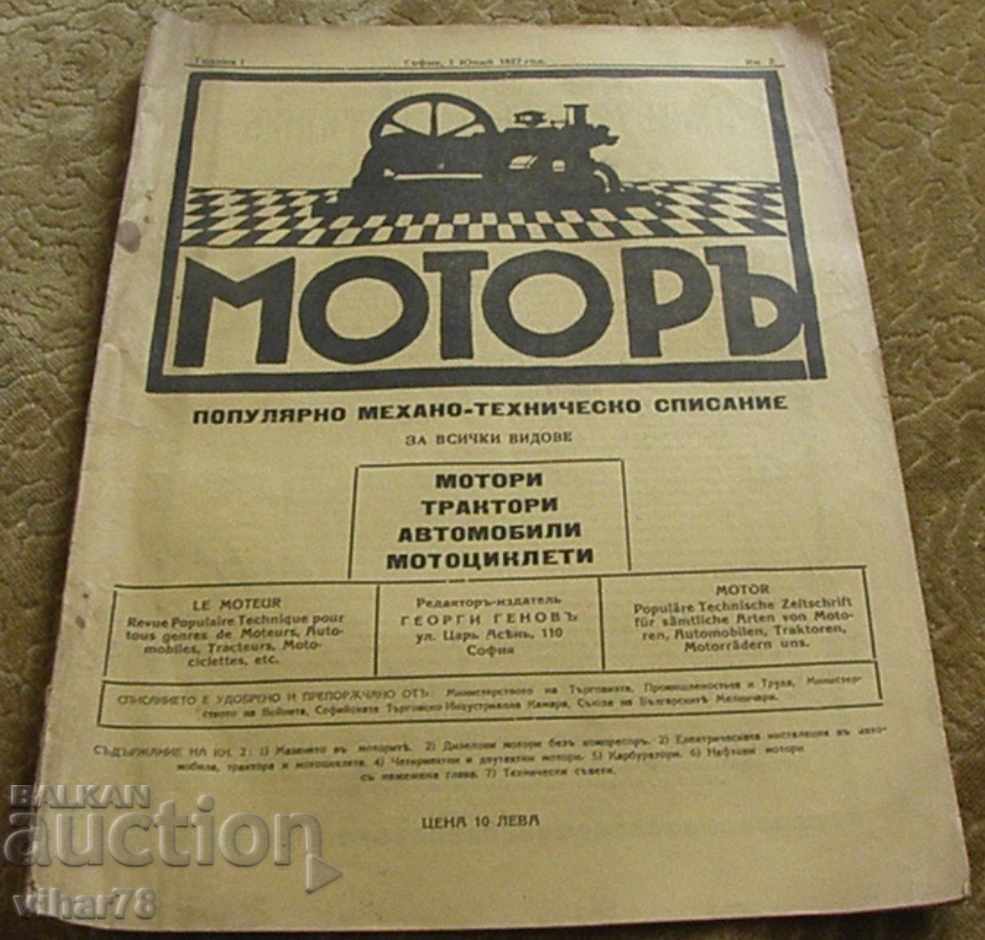 Година I София, 1 Юний 1927 год. Кн. 2
МОТОРЪ
ПОПУЛЯРНО МЕХАНО-ТЕХНИЧЕСКО СПИСАНИЕ
ЗА ВСИЧКИ ВИДОВЕ
МОТОРИ
ТРАКТОРИ
АВТОМОБИЛИ
МОТОЦИКЛЕТИ
LE MOTEUR
Revue Populaire Technique pour
tous genres de Moteurs, Auto-
mobiles, Tracteurs, Moto-
ciclettes, etc.
Редакторъ-издатель
ГЕОРГИ ГЕНОВЪ
ул. Царь Асѣнь, 110
София
MOTOR
Populäre Technische Zeitschrift
für sämtliche Arten von Moto-
ren, Automobilen, Traktoren,
Motorrädern uns.
СПИСАНИЕТО Е УДОБРЕНО И ПРЕПОРѪЧАНО ОТЪ: Министерството на Търговията, Промишленостьта и Труда, Министер-
ството на Войната, Софийската Търговско-Индустриална Камара, Съюза на Българскитѣ Мелничари.
СЪДЪРЖАНИЕ НА КН. 2: 1) Мазането въ моторитѣ. 2) Дизелови мотори безъ компресоръ. 2) Електрическата инсталация въ авто-
мобила, трактора и мотоциклета. 4) Четиритактни и двутактни мотори. 5) Карбуратори. 6) Нафтови мотори
съ нажежена глава. 7) Технически съвети.
ЦЕНА 10 ЛЕВА
BALKAN
auction
vihar78